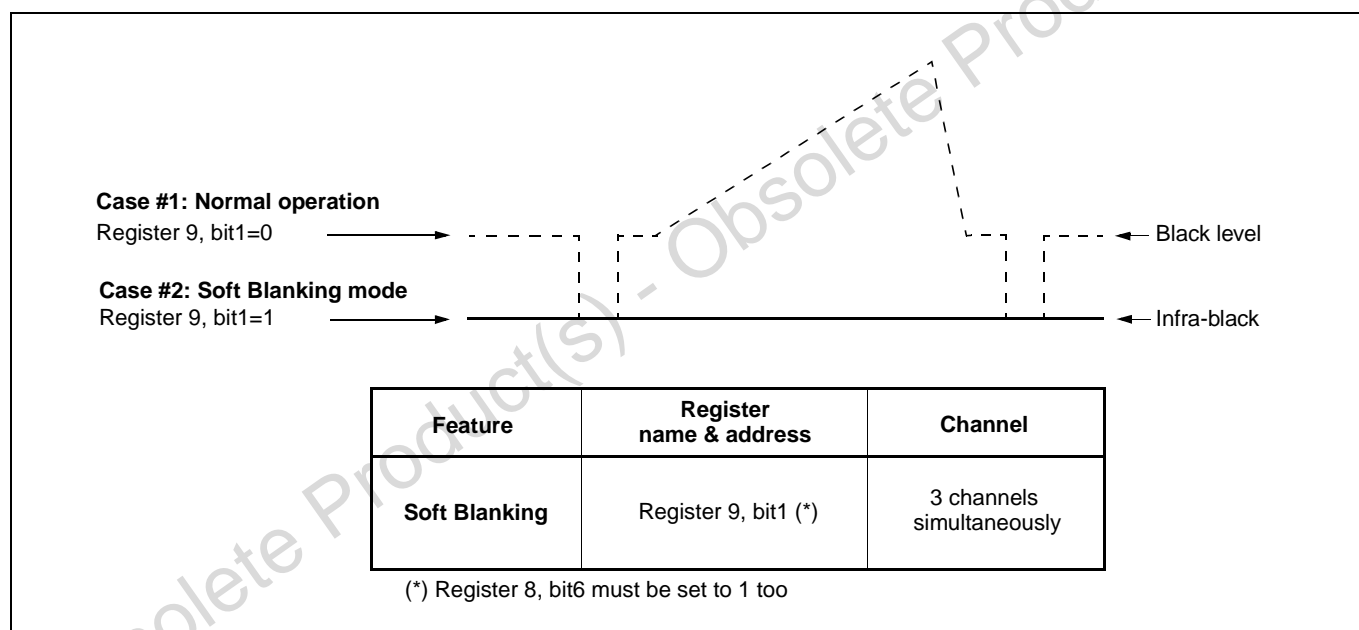 Obsolete Product(s) - Obsolete Prod
Case #1: Normal operation
Register 9, bit1=0
Black level
Case #2: Soft Blanking mode
Register 9, bit1=1
Infra-black
Feature
Register
name & address
Channel
Soft Blanking
Register 9, bit1 (*)
3 channels
simultaneously
(*) Register 8, bit6 must be set to 1 too